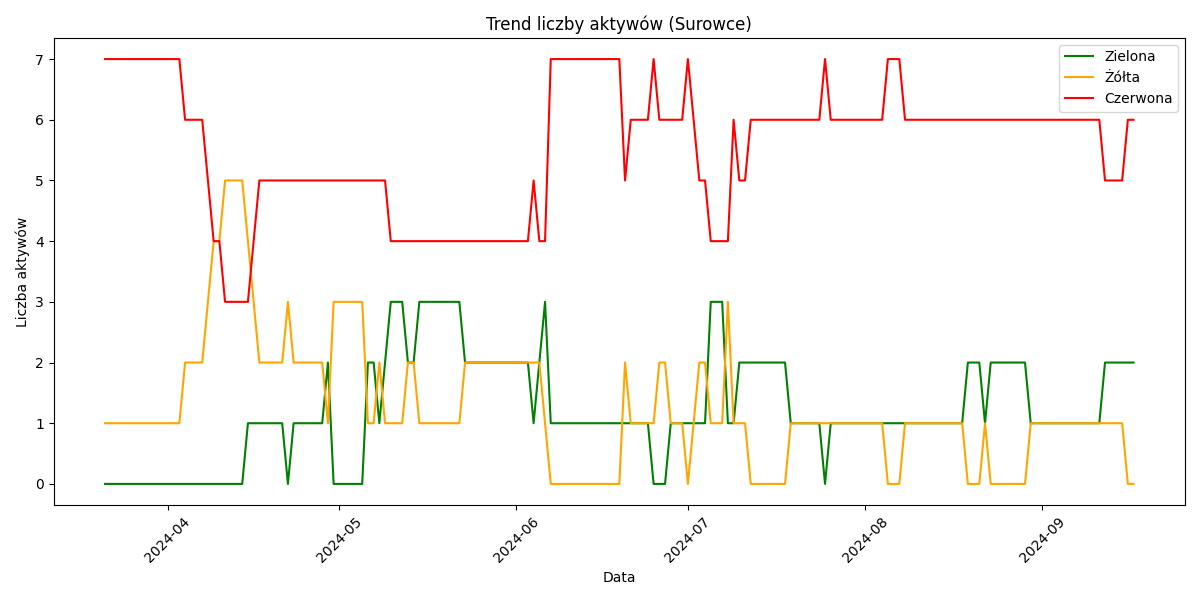 Trend liczby aktywów (Surowce)
Zielona
Żółta
Czerwona
Liczba aktywów
7
6
5
4
3
2
1
0
2024-04
2024-05
2024-06
2024-07
2024-08
2024-09
Data